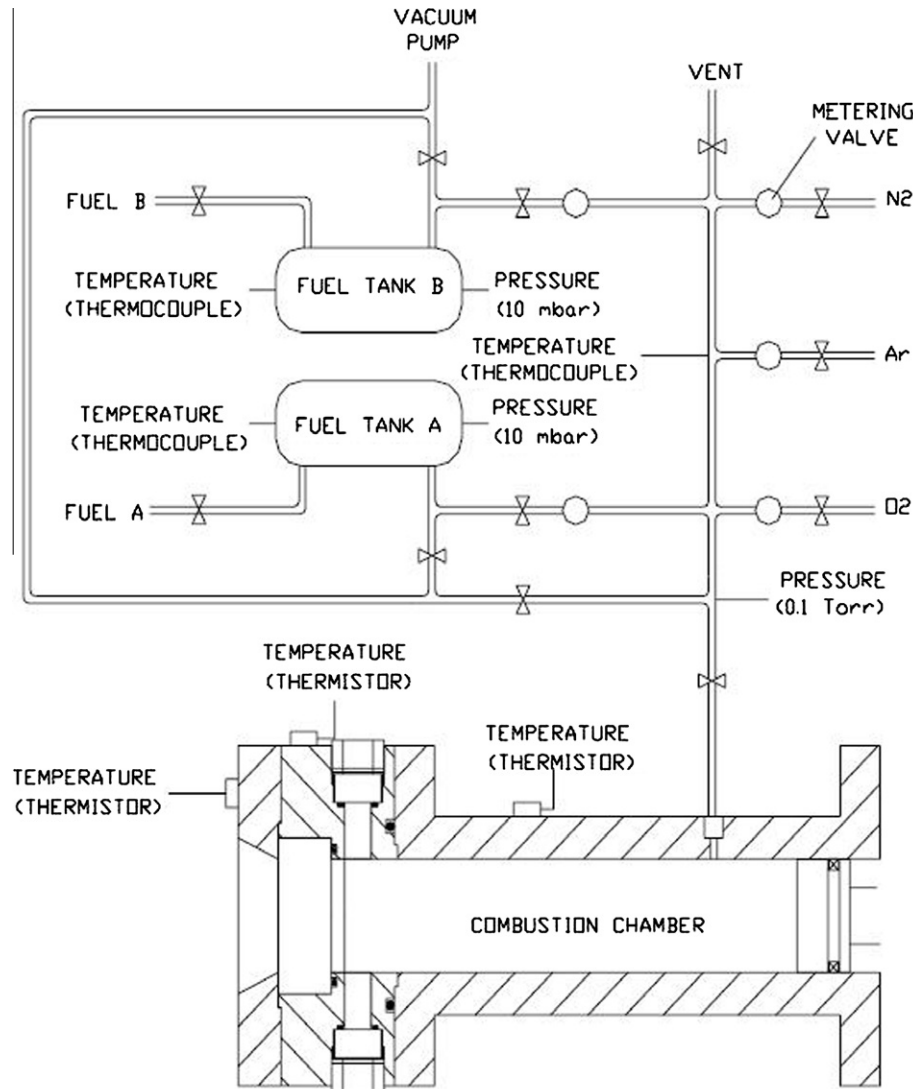 VACUUM
PUMP
VENT
METERING
VALVE
FUEL B
N2
TEMPERATURE
(THERMOCOUPLE)
FUEL TANK B
PRESSURE
(10 mbar)
TEMPERATURE
(THERMOCOUPLE)
Ar
TEMPERATURE
(THERMOCOUPLE)
FUEL TANK A
PRESSURE
(10 mbar)
FUEL A
O2
PRESSURE
(0.1 Torr)
TEMPERATURE
(THERMISTOR)
TEMPERATURE
(THERMISTOR)
TEMPERATURE
(THERMISTOR)
COMBUSTION CHAMBER